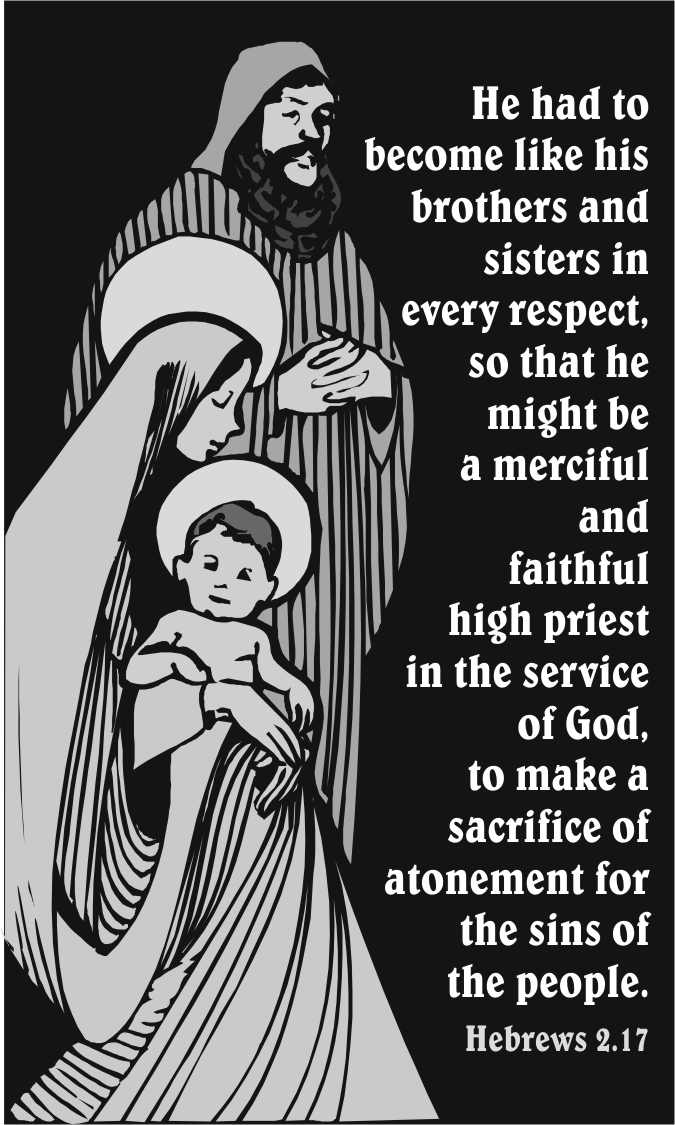 He had to
become like his
brothers and
sisters in
every respect,
so that he
might be
a merciful
and
faithful
high priest
in the service
of God,
to make a
sacrifice of
atonement for
the sins of
the people.
Hebrews 2.17